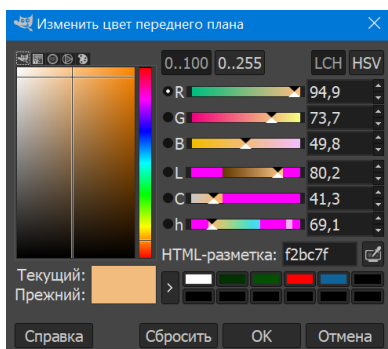 Изменить цвет переднего плана
0..100 0..255 LCH HSV
R 94,9
G 73,7
B 49,8
L 80,2
C 41,3
h 69,1
HTML-разметка: f2bc7f
Текущий:
Прежний:
Справка Сбросить OK Отмена